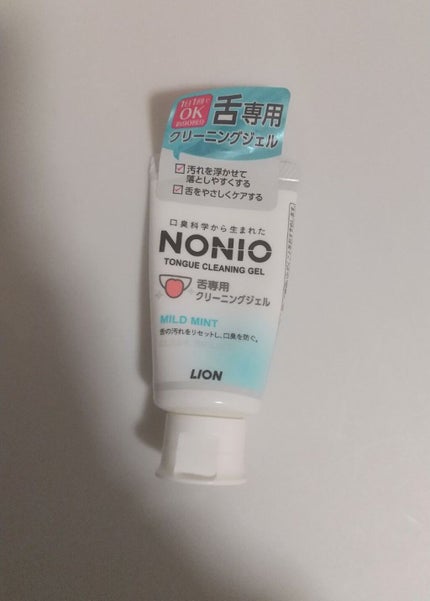 1日1回で
OK
舌専用
クリーニングジェル
汚れを浮かせて
落としやすくする
舌をやさしくケアする
口臭科学から生まれた
NONIO
TONGUE CLEANING GEL
舌専用
クリーニングジェル
MILD MINT
舌の汚れをリセットし、口臭を防ぐ。
LION